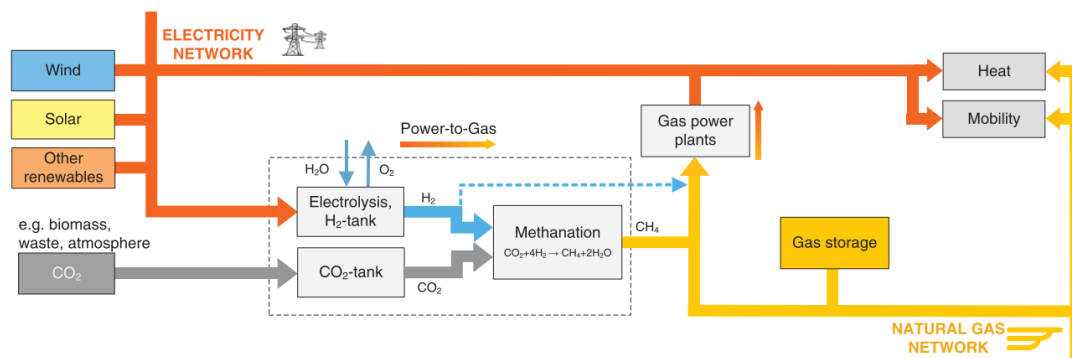 ELECTRICITY
NETWORK
Wind
Heat
Solar
Gas power
plants
Mobility
Power-to-Gas
Other
renewables
H₂O
O₂
Electrolysis,
H₂-tank
H₂
e.g. biomass,
waste, atmosphere
Methanation
CO₂+4H₂→CH₄+2H₂O
CH₄
Gas storage
CO₂
CO₂-tank
CO₂
NATURAL GAS
NETWORK